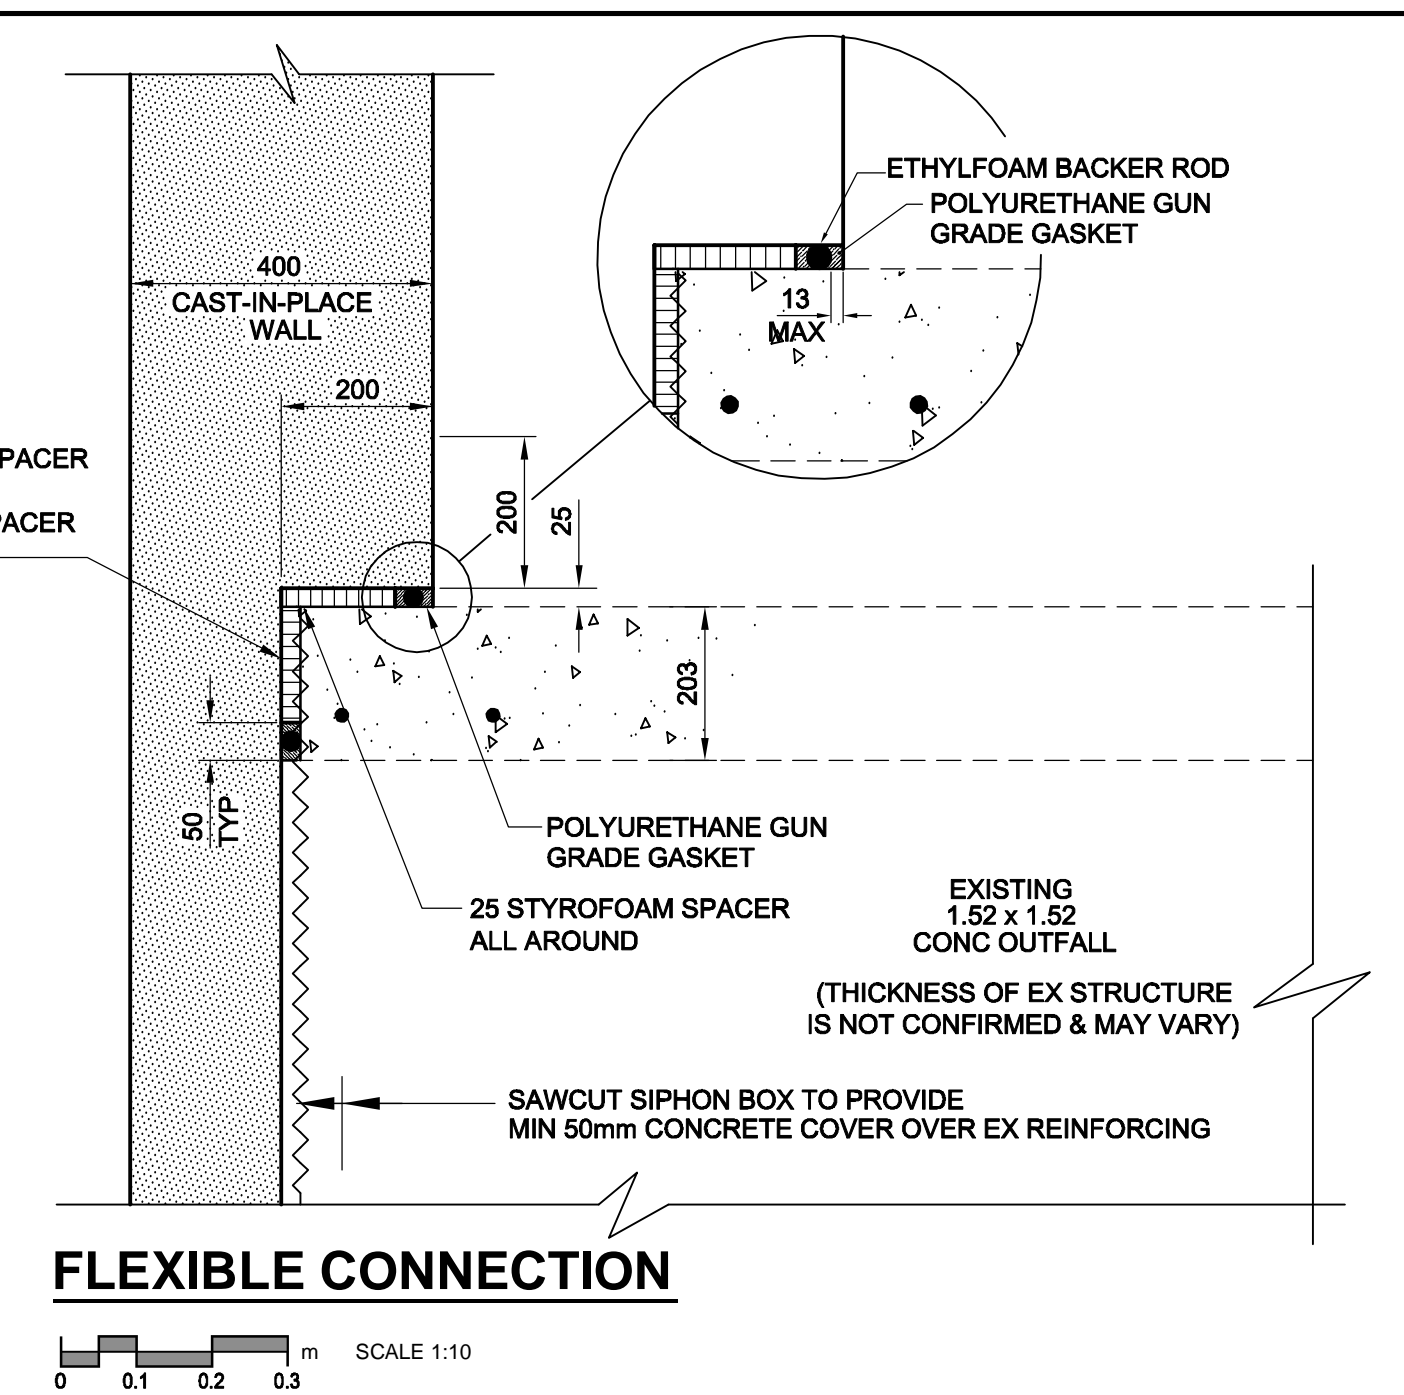 ETHYLFOAM BACKER ROD
POLYURETHANE GUN
GRADE GASKET
400
CAST-IN-PLACE
WALL
13
MAX
200
PACER
PACER
200
25
203
50
TYP
POLYURETHANE GUN
GRADE GASKET
25 STYROFOAM SPACER
ALL AROUND
EXISTING
1.52 x 1.52
CONC OUTFALL
(THICKNESS OF EX STRUCTURE
IS NOT CONFIRMED & MAY VARY)
SAWCUT SIPHON BOX TO PROVIDE
MIN 50mm CONCRETE COVER OVER EX REINFORCING
FLEXIBLE CONNECTION
m SCALE 1:10
0 0.1 0.2 0.3